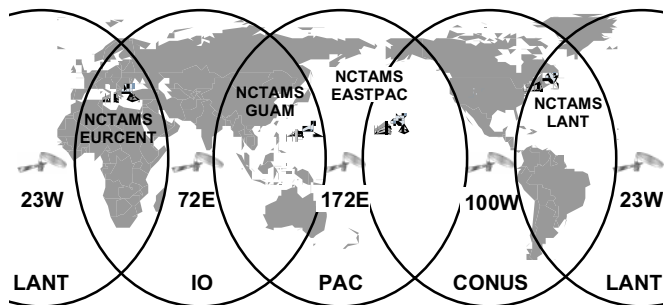 NCTAMS
EURCENT
NCTAMS
GUAM
NCTAMS
EASTPAC
NCTAMS
LANT
23W
72E
172E
100W
23W
LANT
IO
PAC
CONUS
LANT